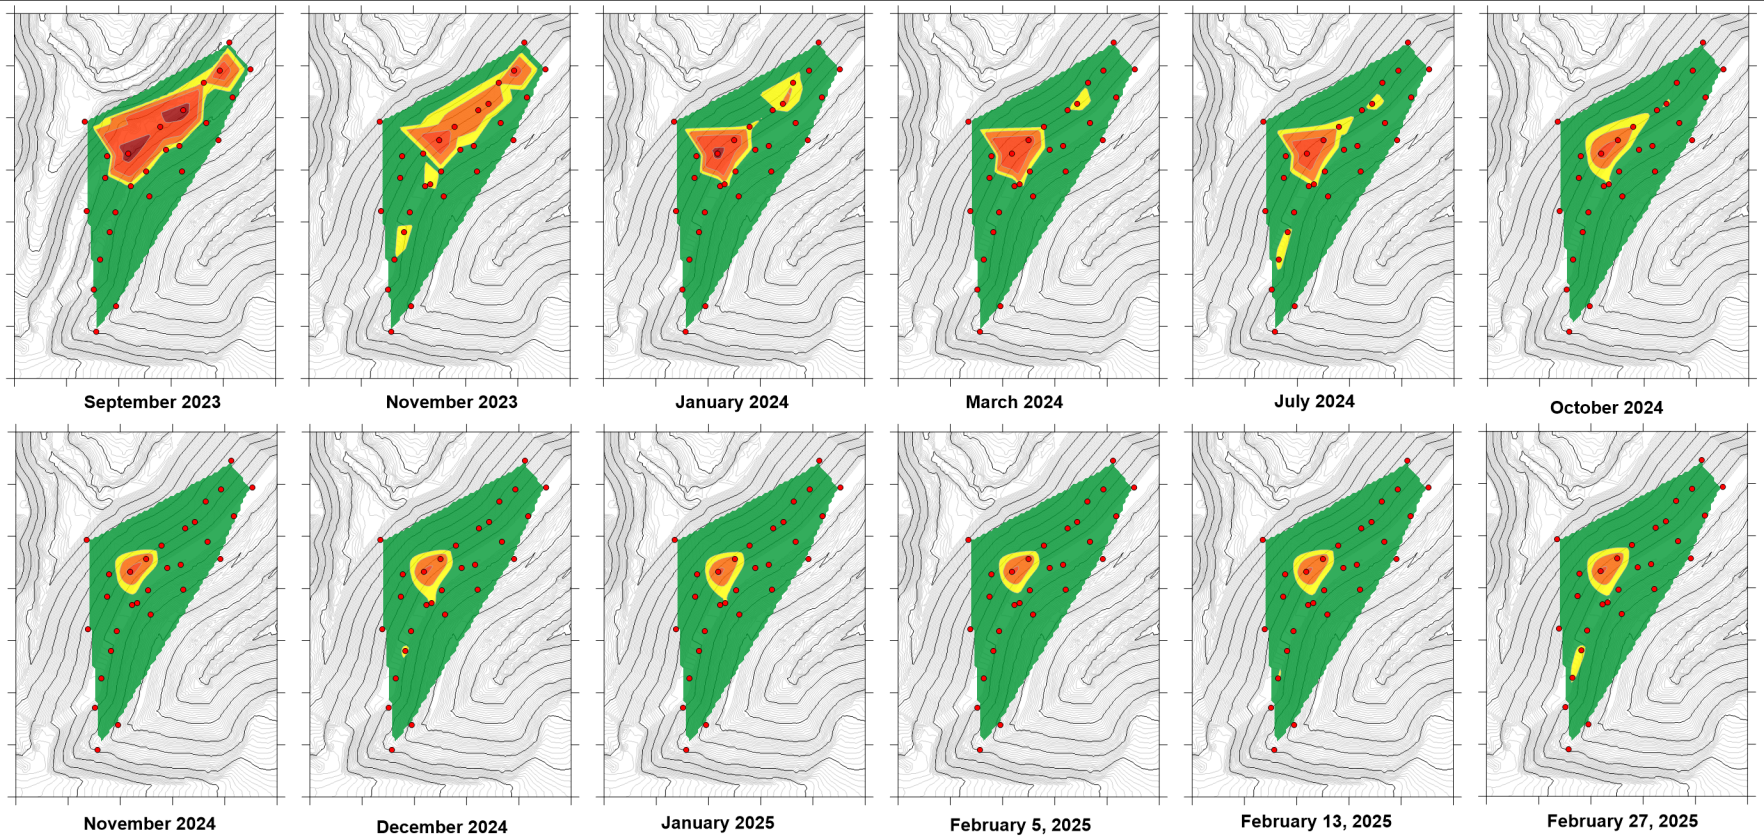 September 2023
November 2023
January 2024
March 2024
July 2024
October 2024
November 2024
December 2024
January 2025
February 5, 2025
February 13, 2025
February 27, 2025